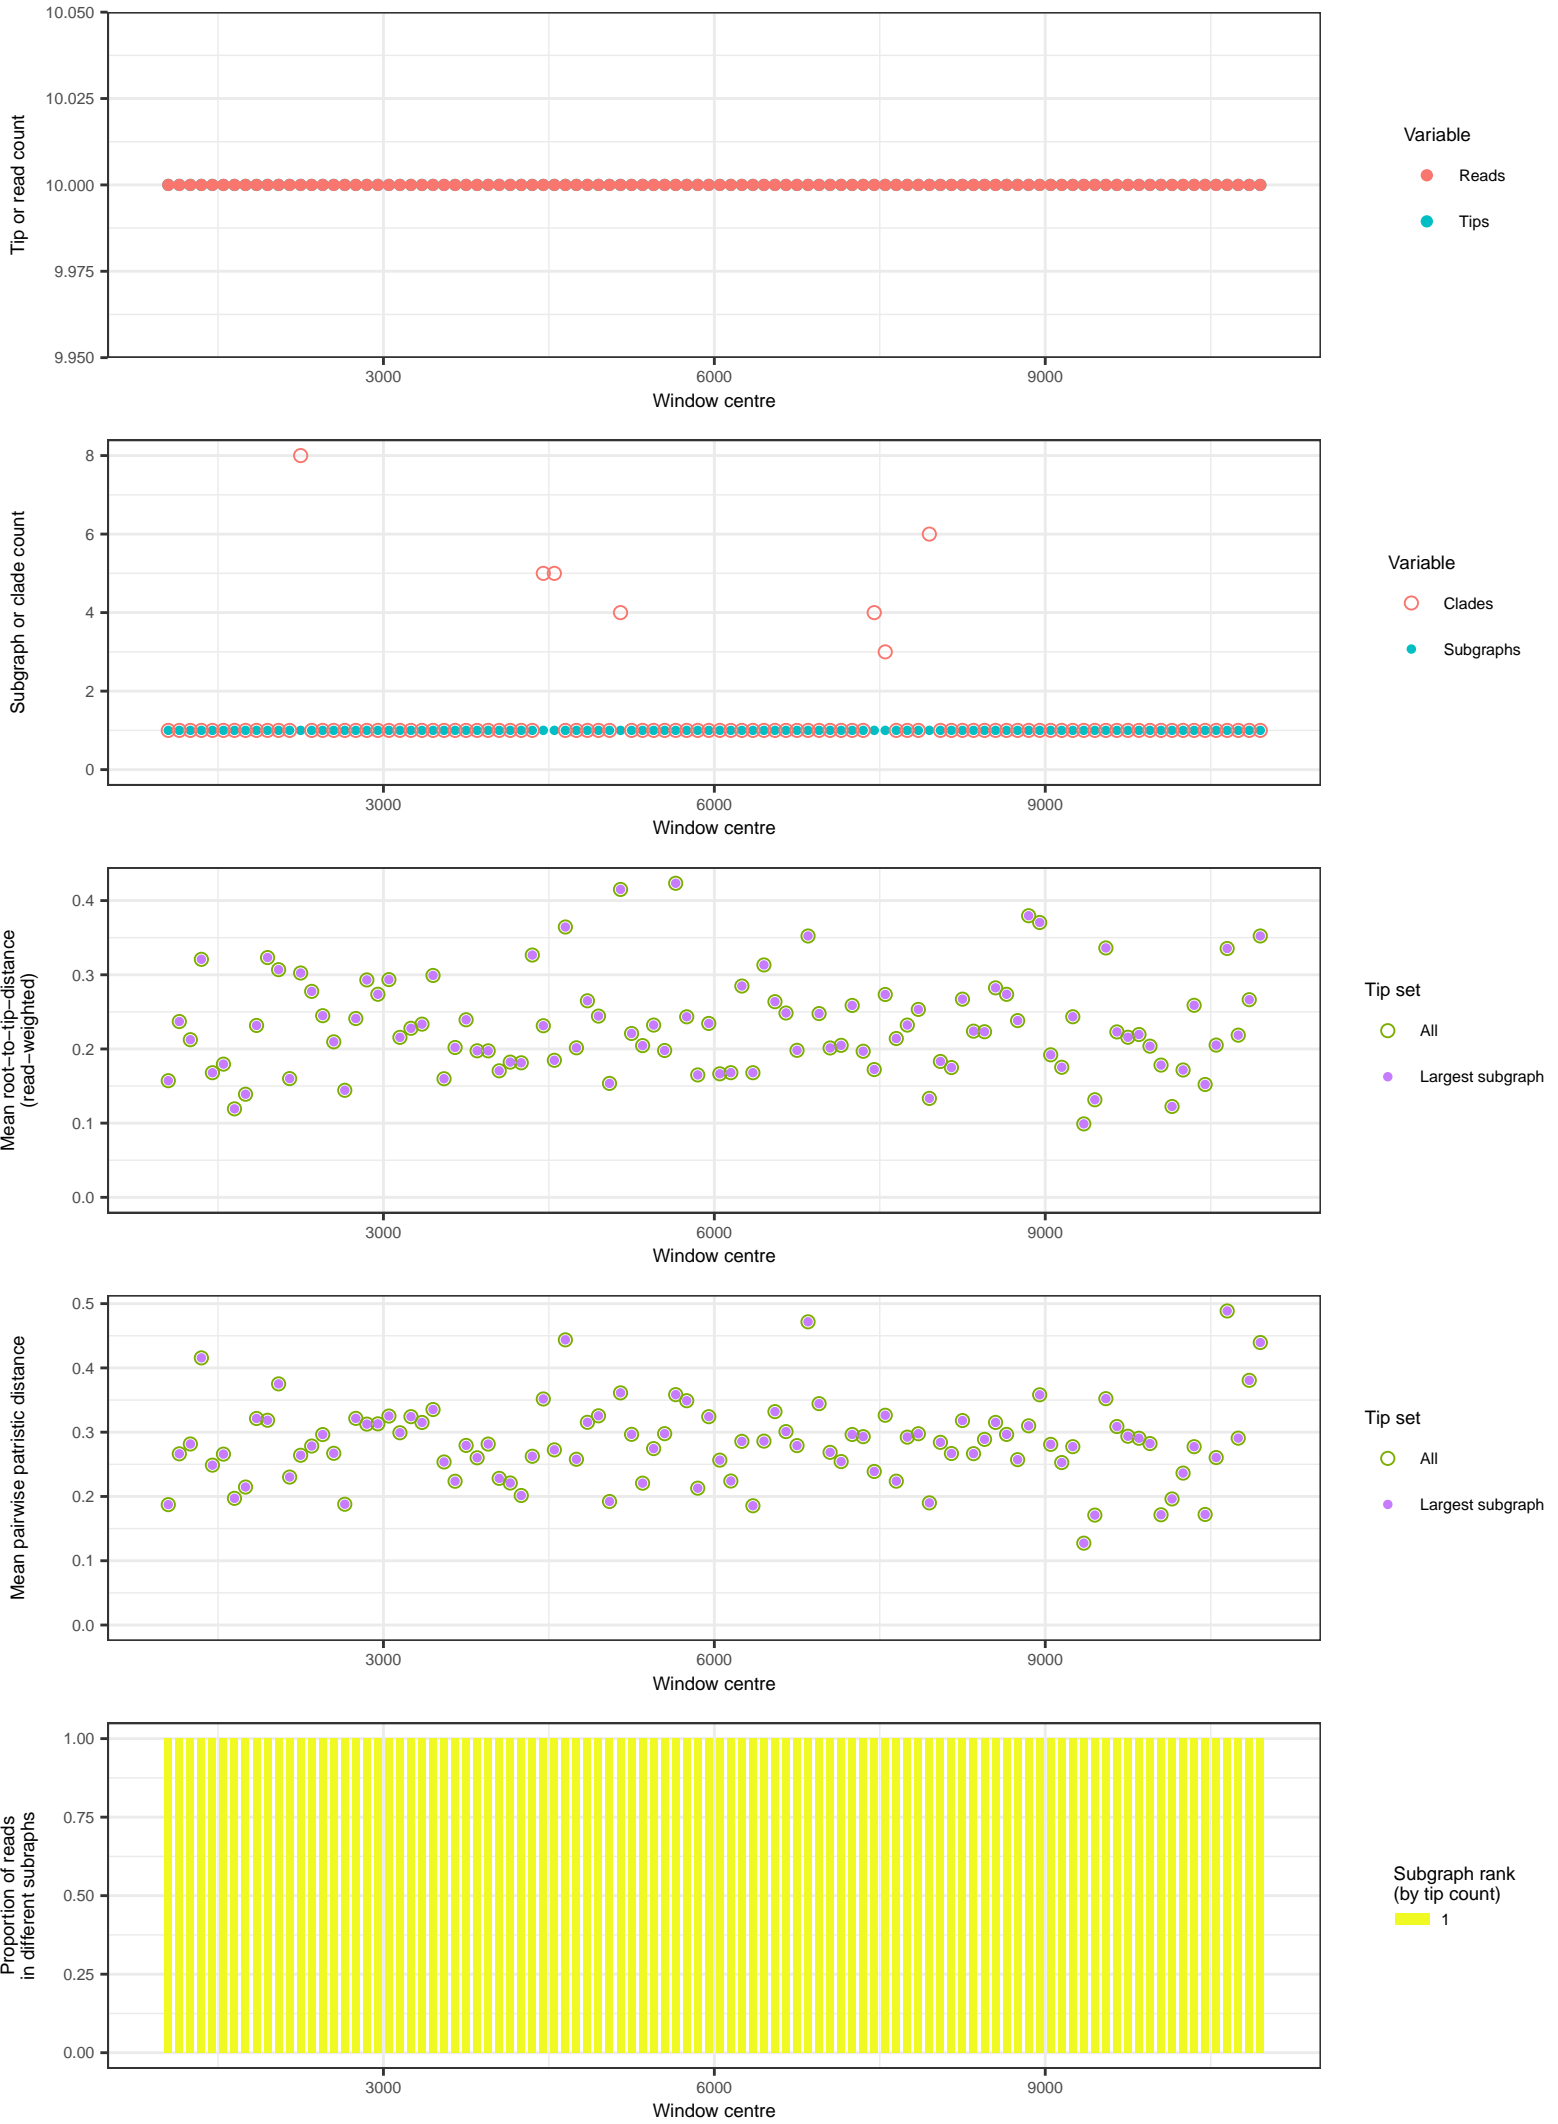 10.050
10.025
10.000
9.975
9.950
Tip or read count
3000 6000 9000
Window centre
Variable
Reads
Tips
8
6
4
2
0
Subgraph or clade count
3000 6000 9000
Window centre
Variable
Clades
Subgraphs
0.4
0.3
0.2
0.1
0.0
Mean root−to−tip−distance
(read−weighted)
3000 6000 9000
Window centre
Tip set
All
Largest subgraph
0.5
0.4
0.3
0.2
0.1
0.0
Mean pairwise patristic distance
3000 6000 9000
Window centre
Tip set
All
Largest subgraph
1.00
0.75
0.50
0.25
0.00
Proportion of reads
in different subraphs
3000 6000 9000
Window centre
Subgraph rank
(by tip count)
1